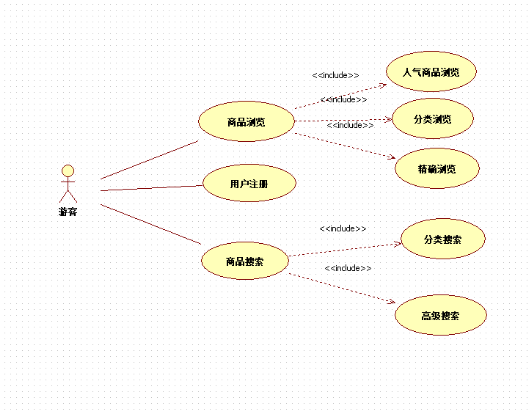 人气商品浏览
<<include>>
<<include>>
商品浏览
分类浏览
<<include>>
精确浏览
用户注册
游客
<<include>>
分类搜索
商品搜索
<<include>>
高级搜索